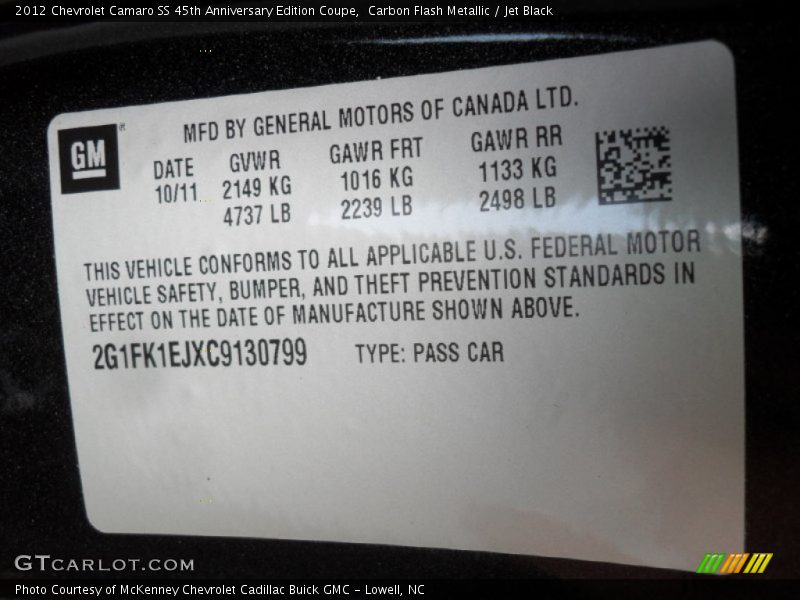 2012 Chevrolet Camaro SS 45th Anniversary Edition Coupe,  Carbon Flash Metallic / Jet Black
MFD BY GENERAL MOTORS OF CANADA LTD.
GM
DATE GVWR GAWR FRT GAWR RR
10/11 2149 KG 1016 KG 1133 KG
4737 LB 2239 LB 2498 LB
THIS VEHICLE CONFORMS TO ALL APPLICABLE U.S. FEDERAL MOTOR
VEHICLE SAFETY, BUMPER, AND THEFT PREVENTION STANDARDS IN
EFFECT ON THE DATE OF MANUFACTURE SHOWN ABOVE.
2G1FK1EJXC9130799 TYPE: PASS CAR
GTCARLOT.COM
Photo Courtesy of McKenney Chevrolet Cadillac Buick GMC - Lowell, NC